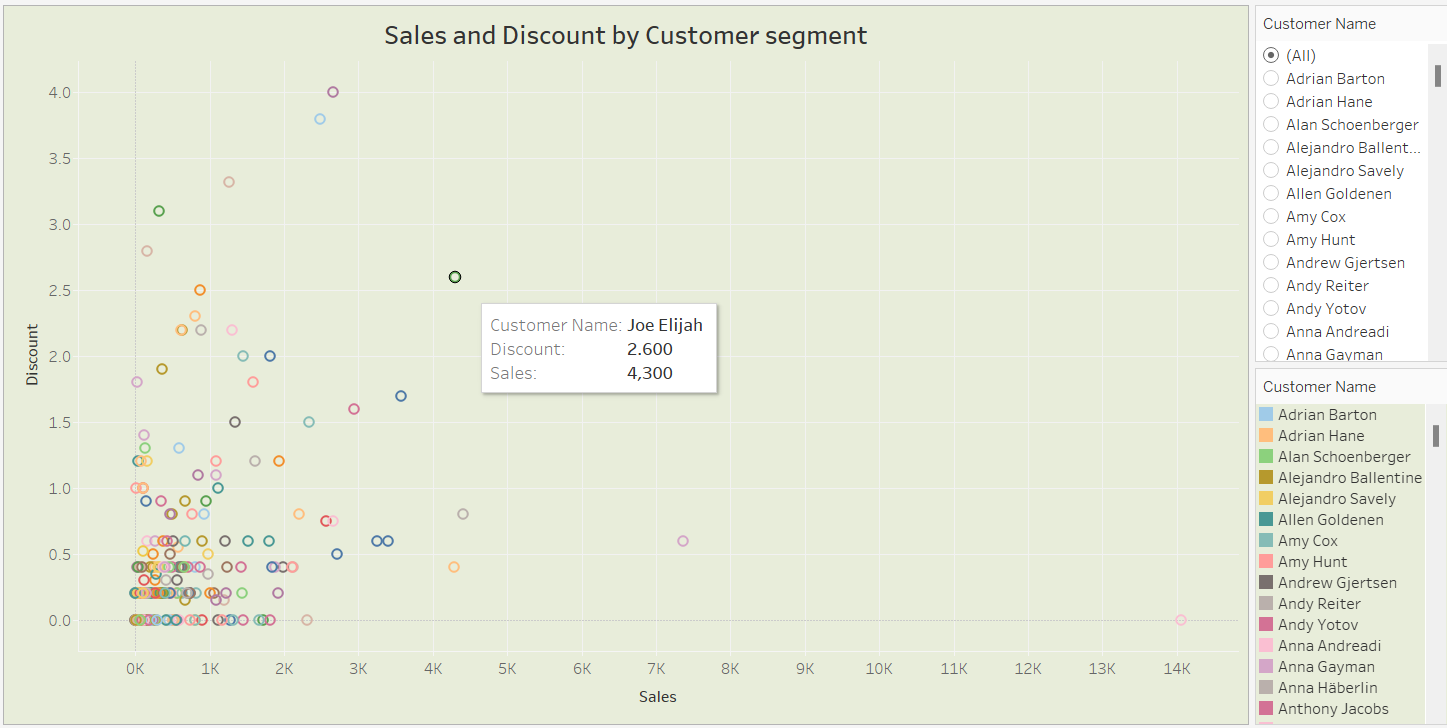 Sales and Discount by Customer segment
4.0
3.5
3.0
2.5
2.0
1.5
1.0
0.5
0.0
Discount
0K 1K 2K 3K 4K 5K 6K 7K 8K 9K 10K 11K 12K 13K 14K
Sales
Customer Name: Joe Elijah
Discount: 2.600
Sales: 4,300
Customer Name
(All)
Adrian Barton
Adrian Hane
Alan Schoenberger
Alejandro Ballent...
Alejandro Savely
Allen Goldenen
Amy Cox
Amy Hunt
Andrew Gjertsen
Andy Reiter
Andy Yotov
Anna Andreadi
Anna Gayman
Customer Name
Adrian Barton
Adrian Hane
Alan Schoenberger
Alejandro Ballentine
Alejandro Savely
Allen Goldenen
Amy Cox
Amy Hunt
Andrew Gjertsen
Andy Reiter
Andy Yotov
Anna Andreadi
Anna Gayman
Anna Häberlin
Anthony Jacobs